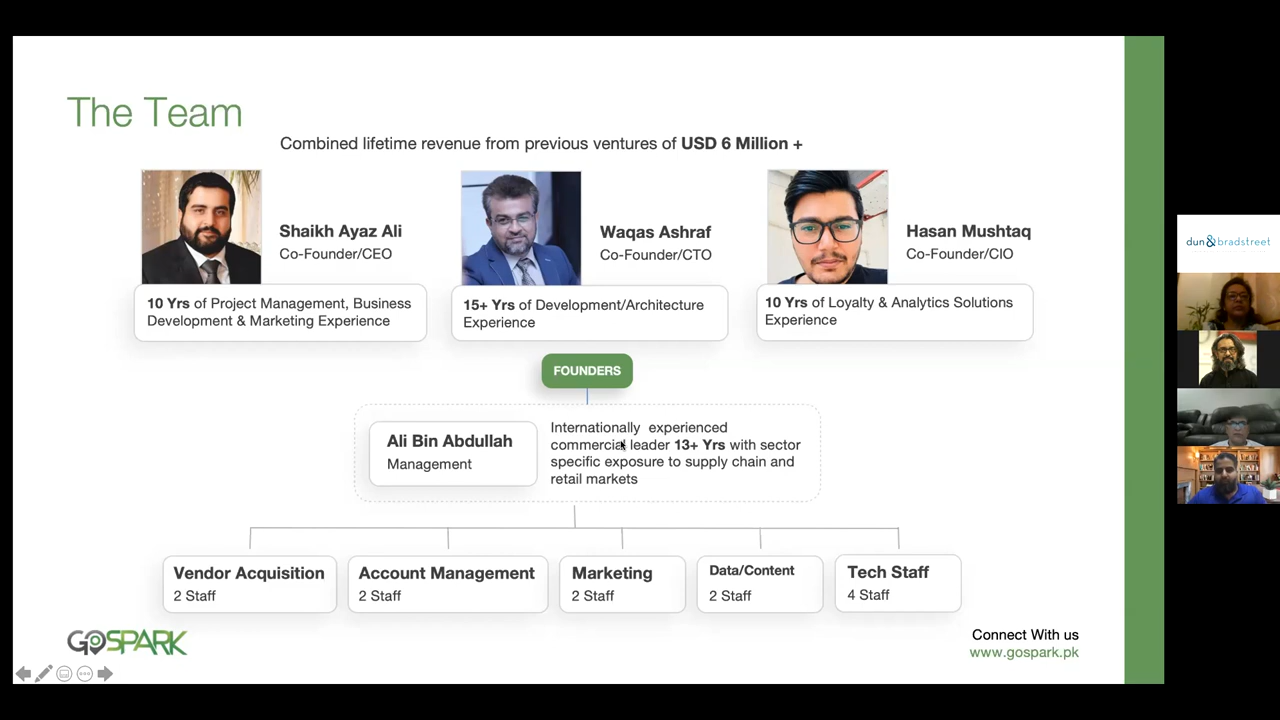 The Team
Combined lifetime revenue from previous ventures of USD 6 Million +
Shaikh Ayaz Ali
Co-Founder/CEO
10 Yrs of Project Management, Business
Development & Marketing Experience
Waqas Ashraf
Co-Founder/CTO
15+ Yrs of Development/Architecture
Experience
Hasan Mushtaq
Co-Founder/CIO
10 Yrs of Loyalty & Analytics Solutions
Experience
FOUNDERS
Ali Bin Abdullah
Management
Internationally experienced
commercial leader 13+ Yrs with sector
specific exposure to supply chain and
retail markets
Vendor Acquisition
2 Staff
Account Management
2 Staff
Marketing
2 Staff
Data/Content
2 Staff
Tech Staff
4 Staff
GOSPARK
Connect With us
www.gospark.pk
dun&bradstreet